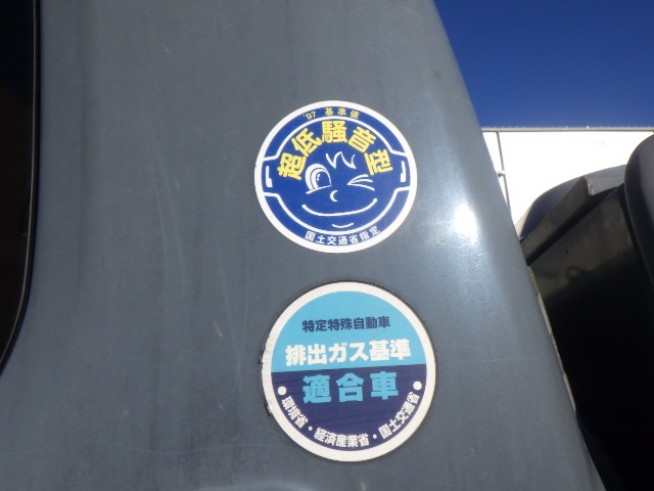 '97 基準値
超低騒音型
国土交通省指定
特定特殊自動車
排出ガス基準
適合車
●環境省・経済産業省・国土交通省●